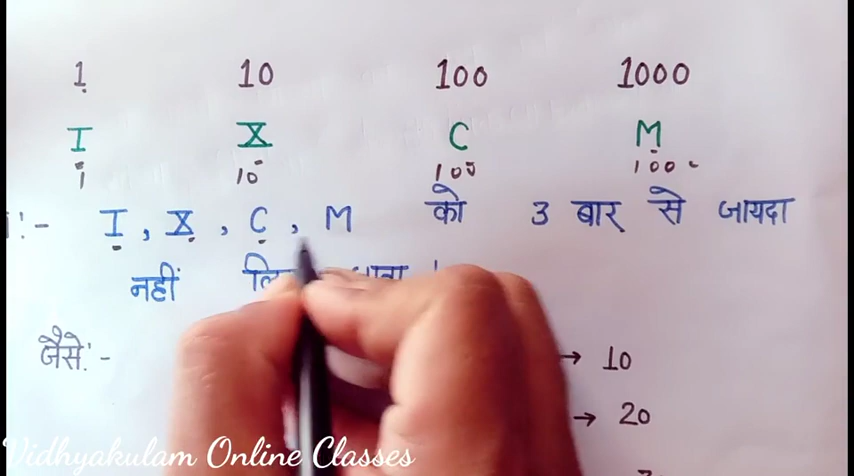 1 10 100 1000
I X C M
1 10 100 1000
:- I, X, C, M को 3 बार से जायदा
नहीं
जैसे:- → 10
→ 20
Vidhyakulam Online Classes